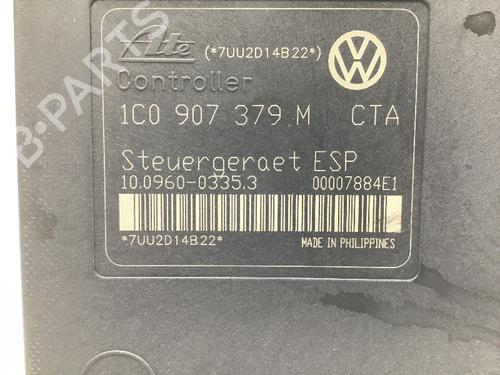 Ate (*7UU2D14B22*)
Controller
1C0 907 379 M CTA
Steuergeraet ESP
10.0960-0335.3 00007884E1
*7UU2D14B22*
MADE IN PHILIPPINES
B-PARTS